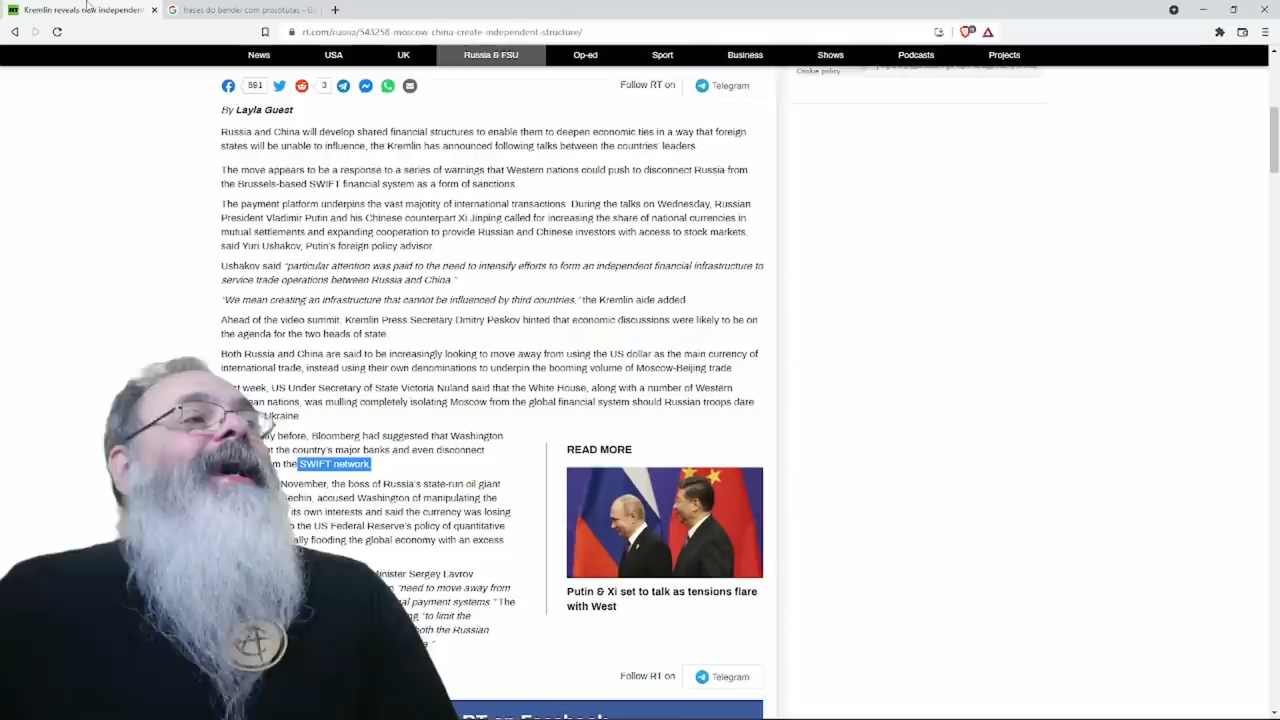 Kremlin reveals new independent
frases do bender com prostitutas - Go
rt.com/russia/543258-moscow-china-create-independent-structure/
News USA UK Russia & FSU Op-ed Sport Business Shows Podcasts Projects
Cookie policy
591 3 Follow RT on Telegram
By Layla Guest
Russia and China will develop shared financial structures to enable them to deepen economic ties in a way that foreign
states will be unable to influence, the Kremlin has announced following talks between the countries' leaders
The move appears to be a response to a series of warnings that Western nations could push to disconnect Russia from
the Brussels-based SWIFT financial system as a form of sanctions
The payment platform underpins the vast majority of international transactions. During the talks on Wednesday, Russian
President Vladimir Putin and his Chinese counterpart Xi Jinping called for increasing the share of national currencies in
mutual settlements and expanding cooperation to provide Russian and Chinese investors with access to stock markets,
said Yuri Ushakov, Putin's foreign policy advisor.
Ushakov said "particular attention was paid to the need to intensify efforts to form an independent financial infrastructure to
service trade operations between Russia and China "
"We mean creating an infrastructure that cannot be influenced by third countries," the Kremlin aide added
Ahead of the video summit, Kremlin Press Secretary Dmitry Peskov hinted that economic discussions were likely to be on
the agenda for the two heads of state
Both Russia and China are said to be increasingly looking to move away from using the US dollar as the main currency of
international trade, instead using their own denominations to underpin the booming volume of Moscow-Beijing trade
st week, US Under Secretary of State Victoria Nuland said that the White House, along with a number of Western
an nations, was mulling completely isolating Moscow from the global financial system should Russian troops dare
Ukraine
ay before, Bloomberg had suggested that Washington
t the country's major banks and even disconnect
m the SWIFT network.
November, the boss of Russia's state-run oil giant
Sechin, accused Washington of manipulating the
its own interests and said the currency was losing
the US Federal Reserve's policy of quantitative
ally flooding the global economy with an excess
inister Sergey Lavrov
"need to move away from
al payment systems." The
ng "to limit the
both the Russian
READ MORE
Putin & Xi set to talk as tensions flare
with West
Follow RT on Telegram
RT on Facebook